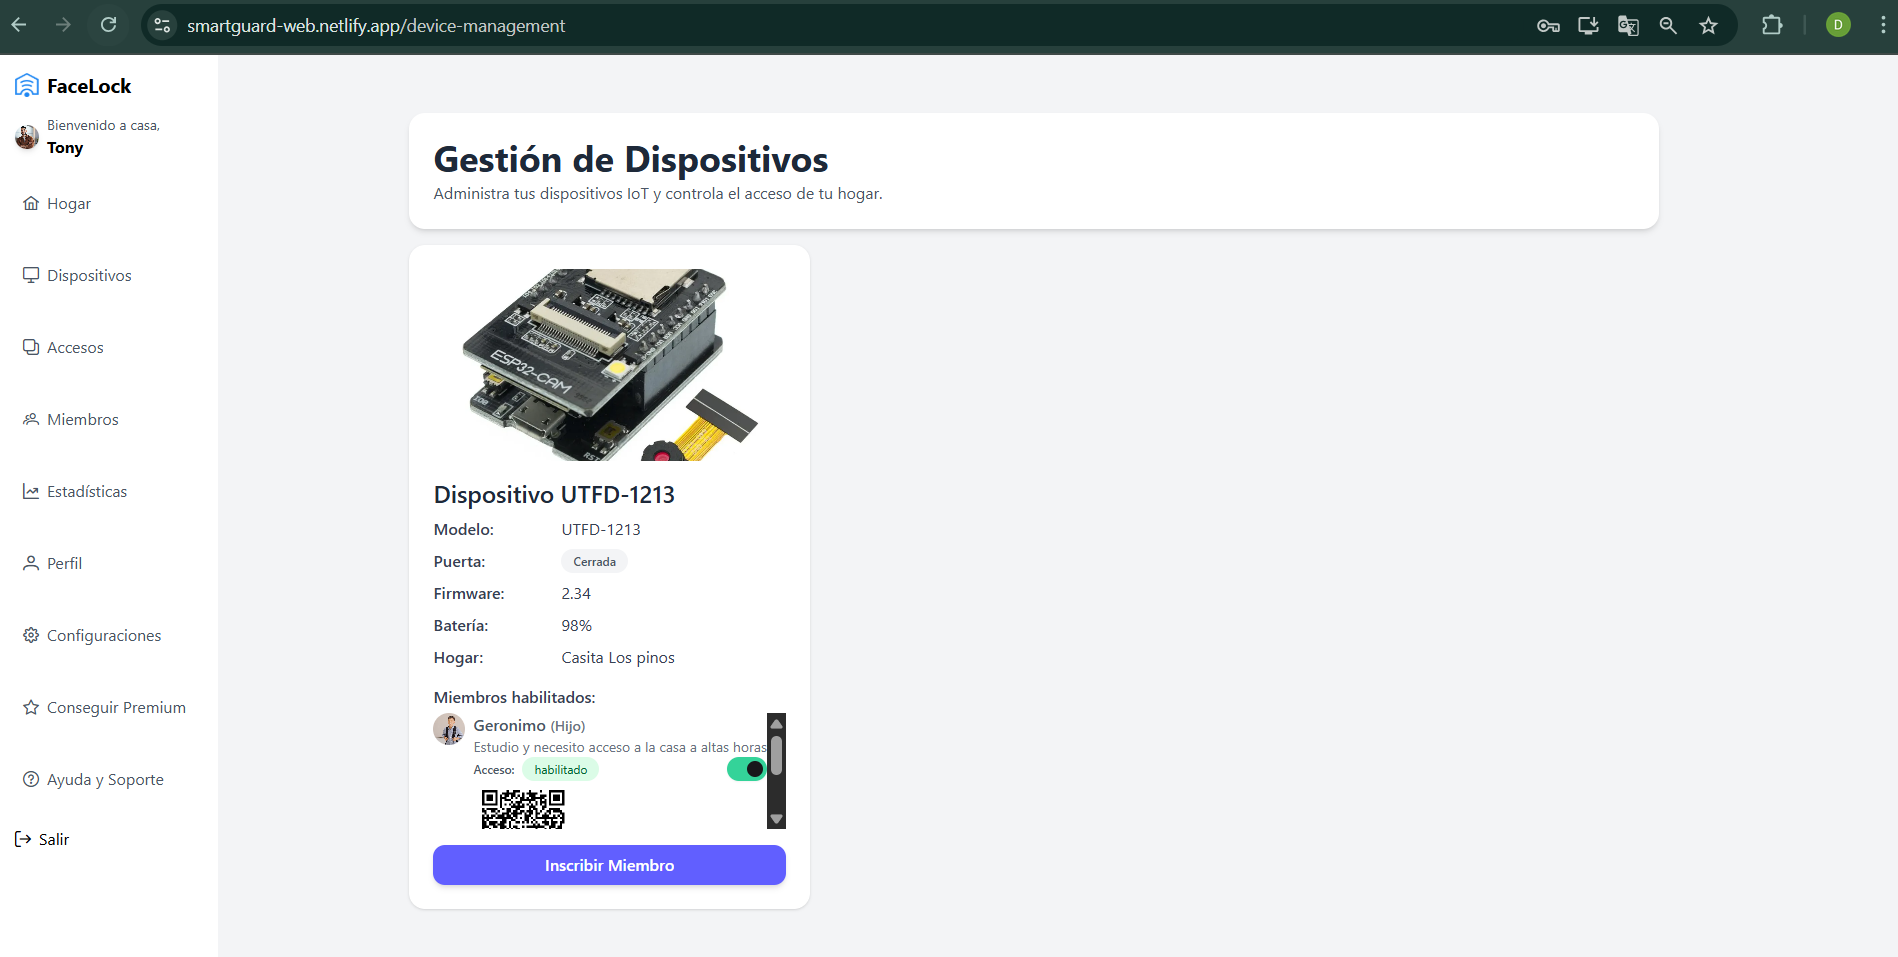 smartguard-web.netlify.app/device-management
D
FaceLock
Bienvenido a casa,
Tony
Hogar
Dispositivos
Accesos
Miembros
Estadísticas
Perfil
Configuraciones
Conseguir Premium
Ayuda y Soporte
Salir
Gestión de Dispositivos
Administra tus dispositivos IoT y controla el acceso de tu hogar.
ESP32-CAM
Dispositivo UTFD-1213
Modelo: UTFD-1213
Puerta: Cerrada
Firmware: 2.34
Batería: 98%
Hogar: Casita Los pinos
Miembros habilitados:
Geronimo (Hijo)
Estudio y necesito acceso a la casa a altas horas
Acceso: habilitado
Inscribir Miembro